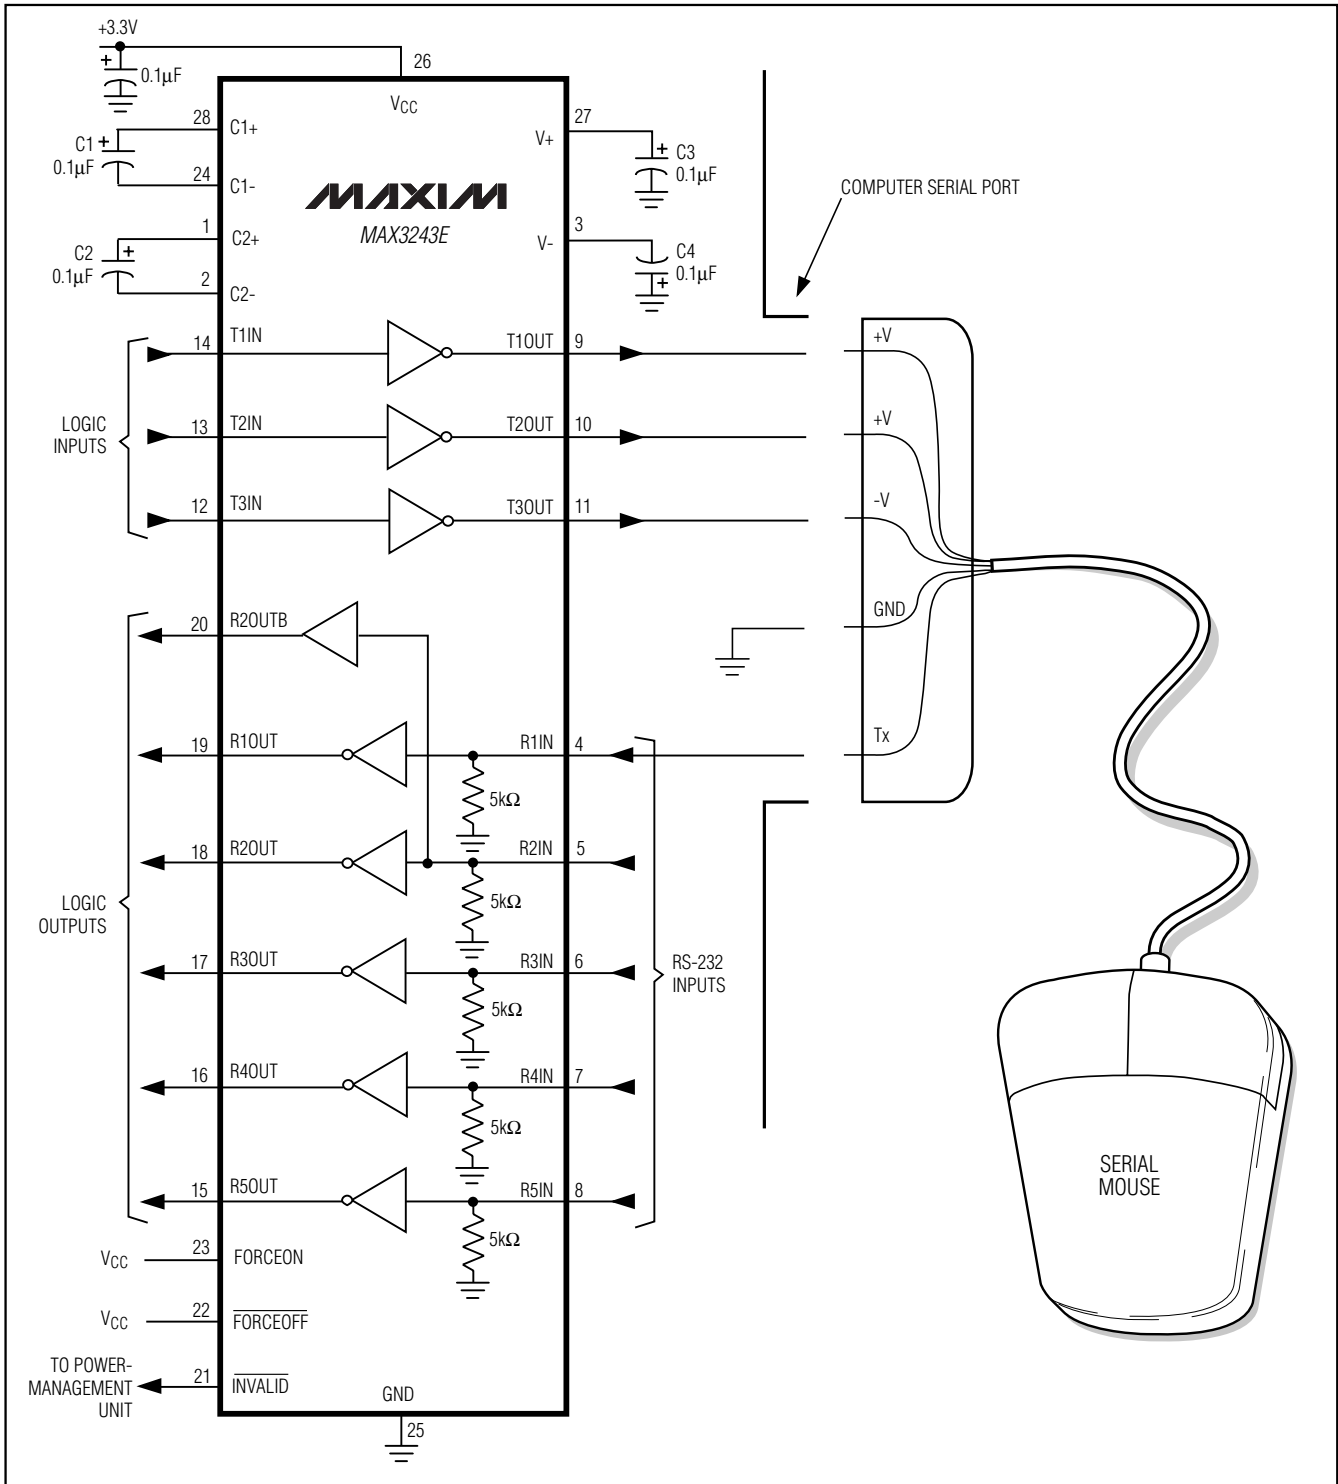 +3.3V
+
0.1µF
26
VCC
28
C1+
C1
+
0.1µF
24
C1-
1
C2+
C2
+
0.1µF
2
C2-
27
V+
+
C3
0.1µF
3
V-
C4
0.1µF
+
MAXIM
MAX3243E
COMPUTER SERIAL PORT
LOGIC
INPUTS
14
T1IN
T1OUT
9
+V
13
T2IN
T2OUT
10
+V
12
T3IN
T3OUT
11
-V
GND
Tx
LOGIC
OUTPUTS
20
R2OUTB
19
R1OUT
R1IN
4
5kΩ
18
R2OUT
R2IN
5
5kΩ
17
R3OUT
R3IN
6
5kΩ
16
R4OUT
R4IN
7
5kΩ
15
R5OUT
R5IN
8
5kΩ
RS-232
INPUTS
VCC
23
FORCEON
VCC
22
FORCEOFF
TO POWER-
MANAGEMENT
UNIT
21
INVALID
GND
25
SERIAL
MOUSE